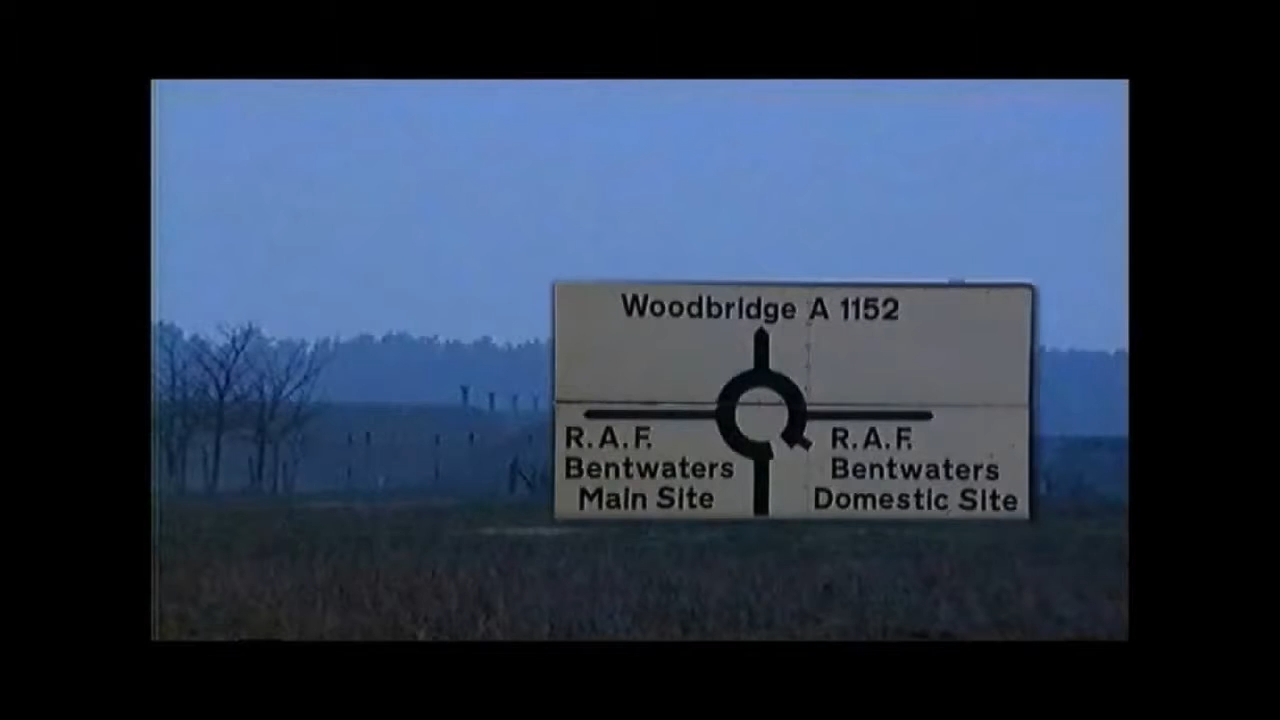 Woodbridge A 1152
R.A.F.
Bentwaters
Main Site
R.A.F.
Bentwaters
Domestic Site